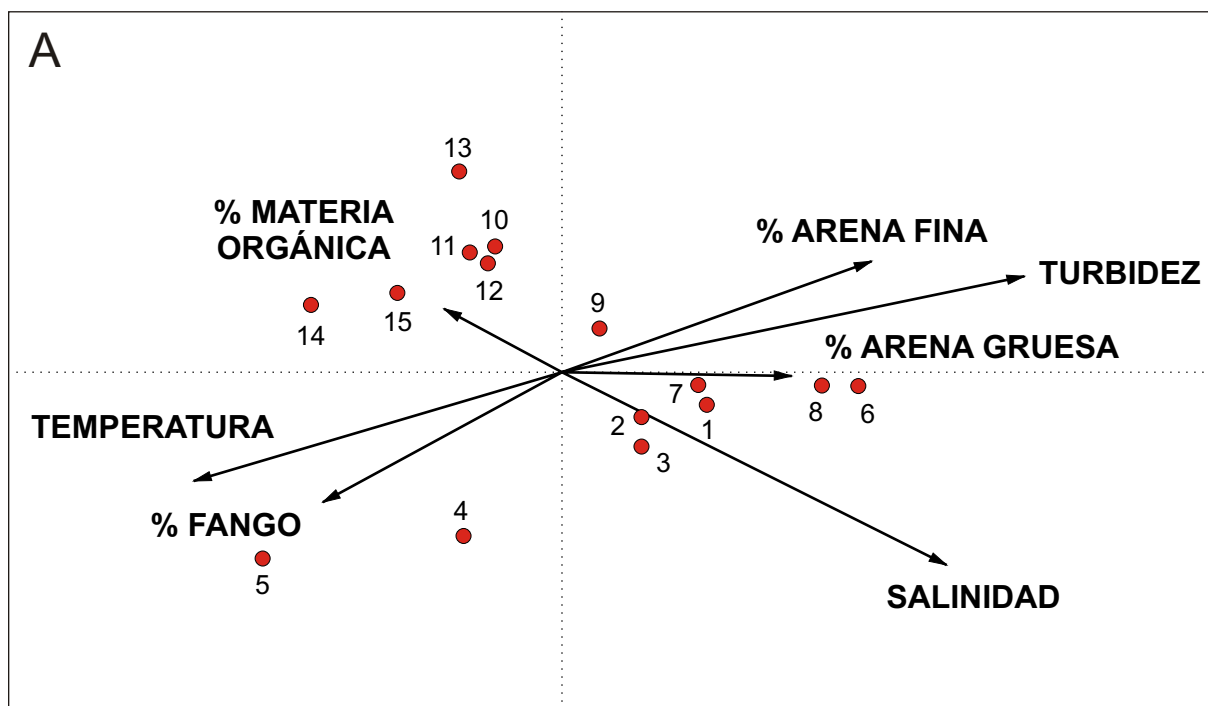 A
13
% MATERIA
ORGÁNICA
10
11
12
% ARENA FINA
TURBIDEZ
9
14
15
% ARENA GRUESA
7
8
6
2
1
3
TEMPERATURA
% FANGO
4
5
SALINIDAD